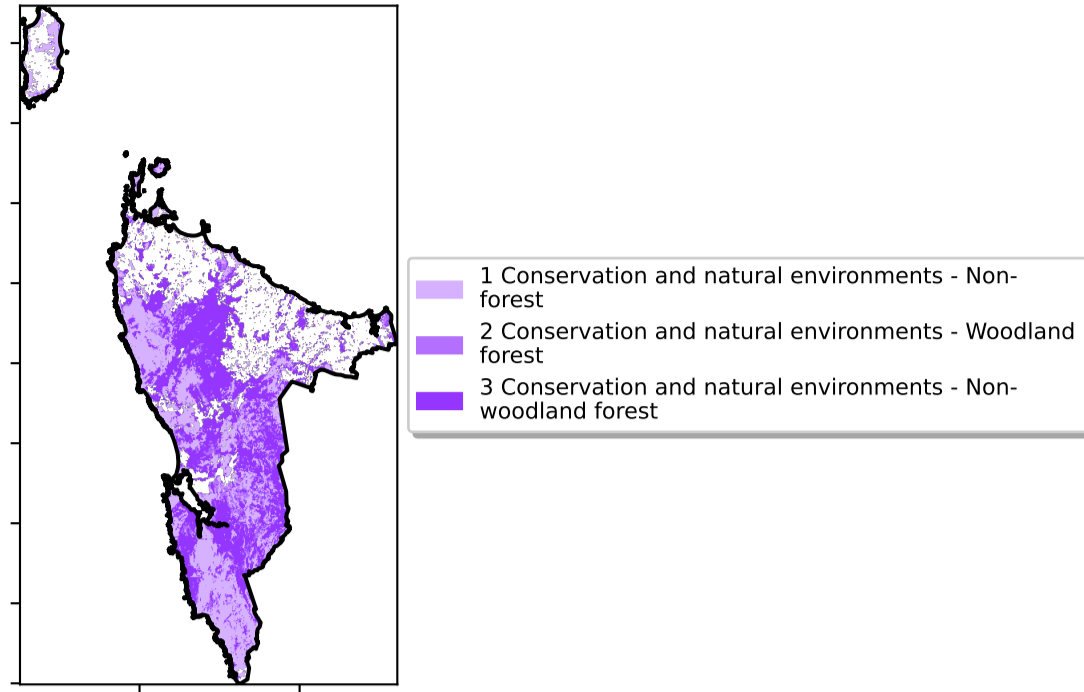 1 Conservation and natural environments - Non-
forest
2 Conservation and natural environments - Woodland
forest
3 Conservation and natural environments - Non-
woodland forest